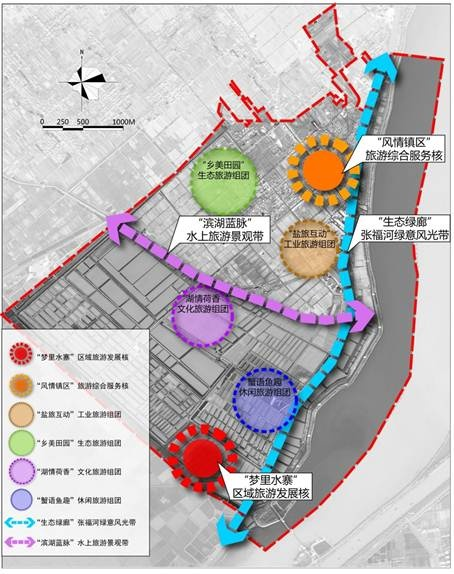 N
0 250 500 1000M
“风情镇区”
旅游综合服务核
“乡美田园”
生态旅游组团
“滨湖蓝脉”
水上旅游景观带
“生态绿廊”
张福河绿意风光带
“盐旅互动”
工业旅游组团
“湖情荷香”
文化旅游组团
“蟹语鱼趣”
休闲旅游组团
“梦里水寨”
区域旅游发展核
“梦里水寨” 区域旅游发展核
“风情镇区” 旅游综合服务核
“盐旅互动” 工业旅游组团
“乡美田园” 生态旅游组团
“湖情荷香” 文化旅游组团
“蟹语鱼趣” 休闲旅游组团
“生态绿廊” 张福河绿意风光带
“滨湖蓝脉” 水上旅游景观带